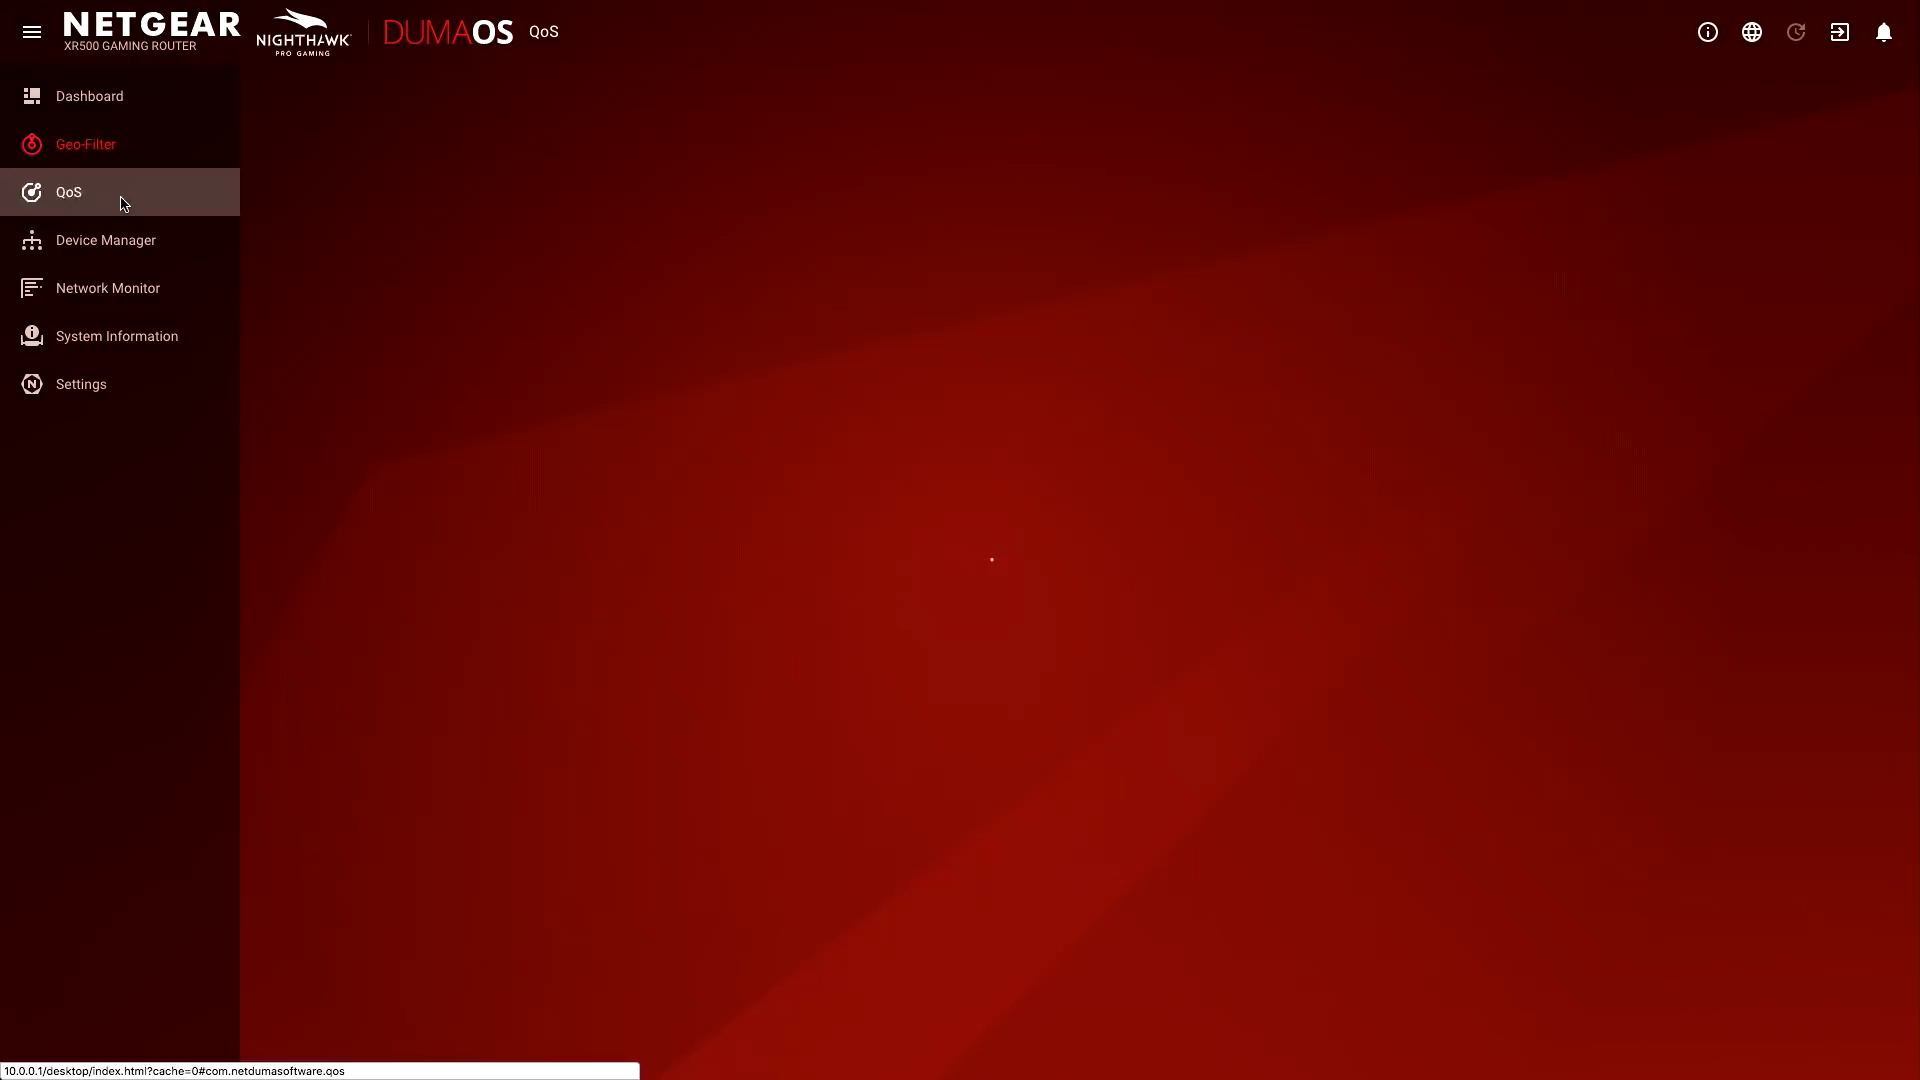 NETGEAR
XR500 GAMING ROUTER
NIGHTHAWK
PRO GAMING
DUMAOS
QoS
Dashboard
Geo-Filter
QoS
Device Manager
Network Monitor
System Information
Settings
10.0.0.1/desktop/index.html?cache=0#com.netdumasoftware.qos